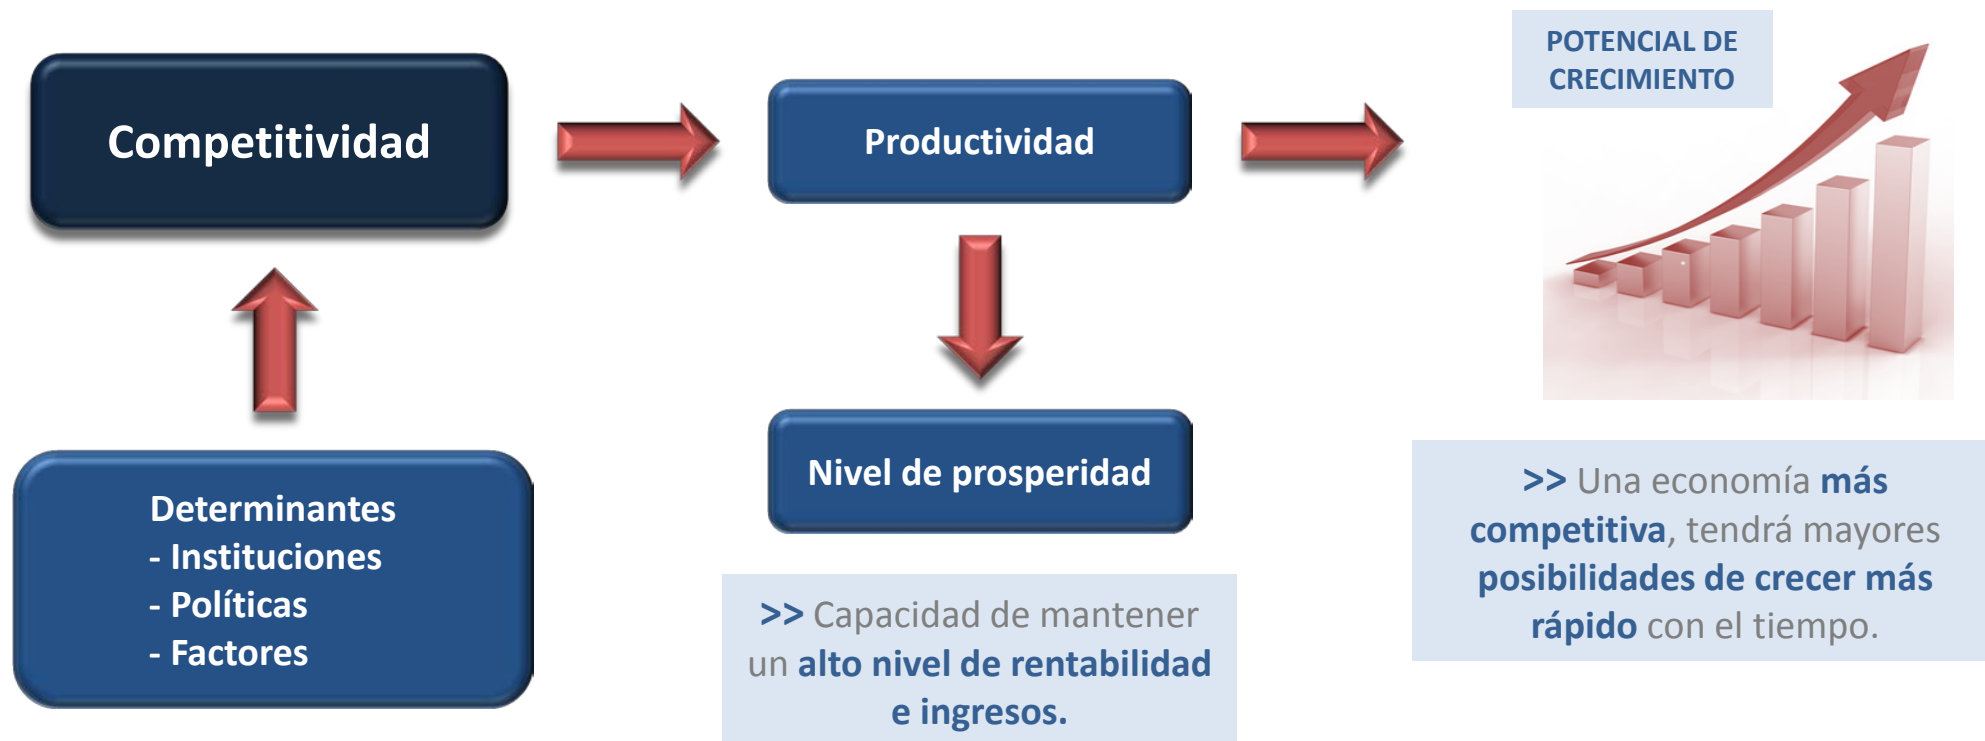 Competitividad
Productividad
POTENCIAL DE
CRECIMIENTO
Determinantes
- Instituciones
- Políticas
- Factores
Nivel de prosperidad
>> Capacidad de mantener
un alto nivel de rentabilidad
e ingresos.
>> Una economía más
competitiva, tendrá mayores
posibilidades de crecer más
rápido con el tiempo.